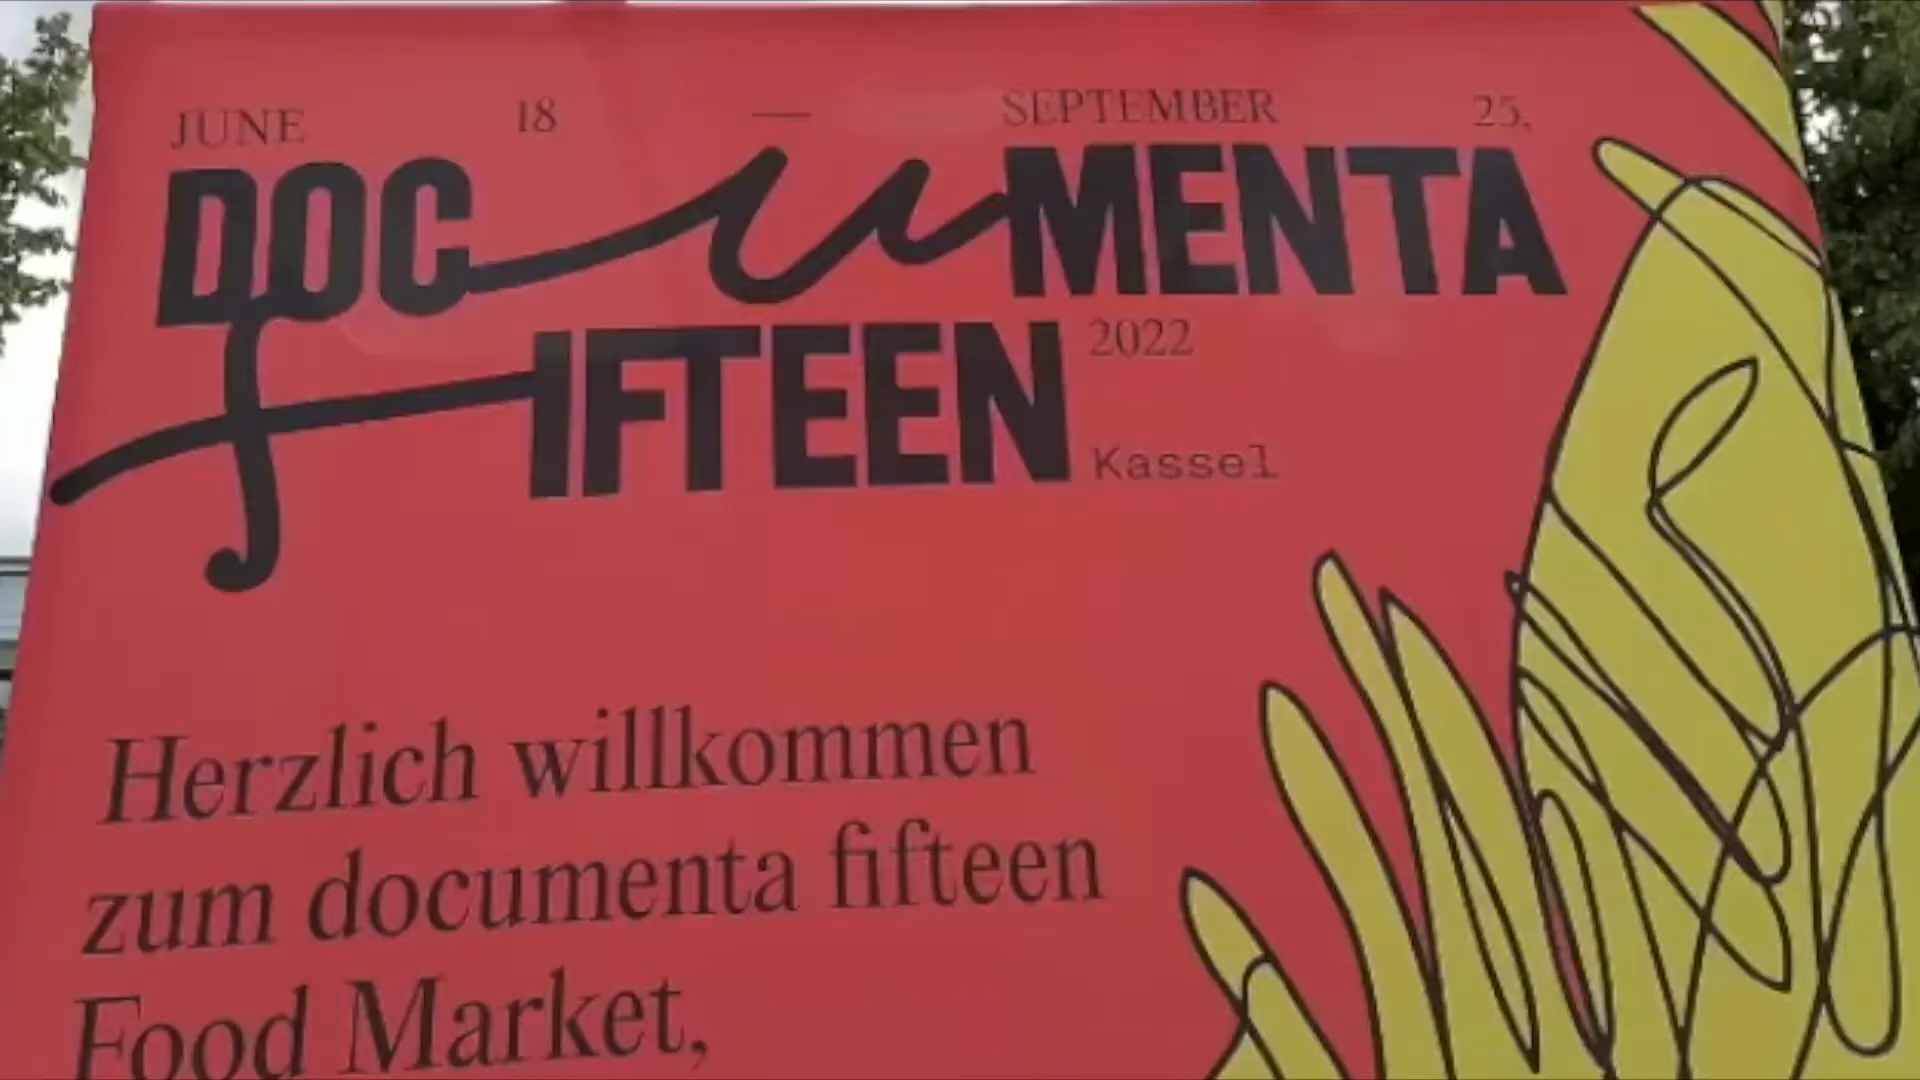 JUNE 18 — SEPTEMBER 25,
DOCUMENTA
FIFTEEN 2022
Kassel
Herzlich willkommen
zum documenta fifteen
Food Market,